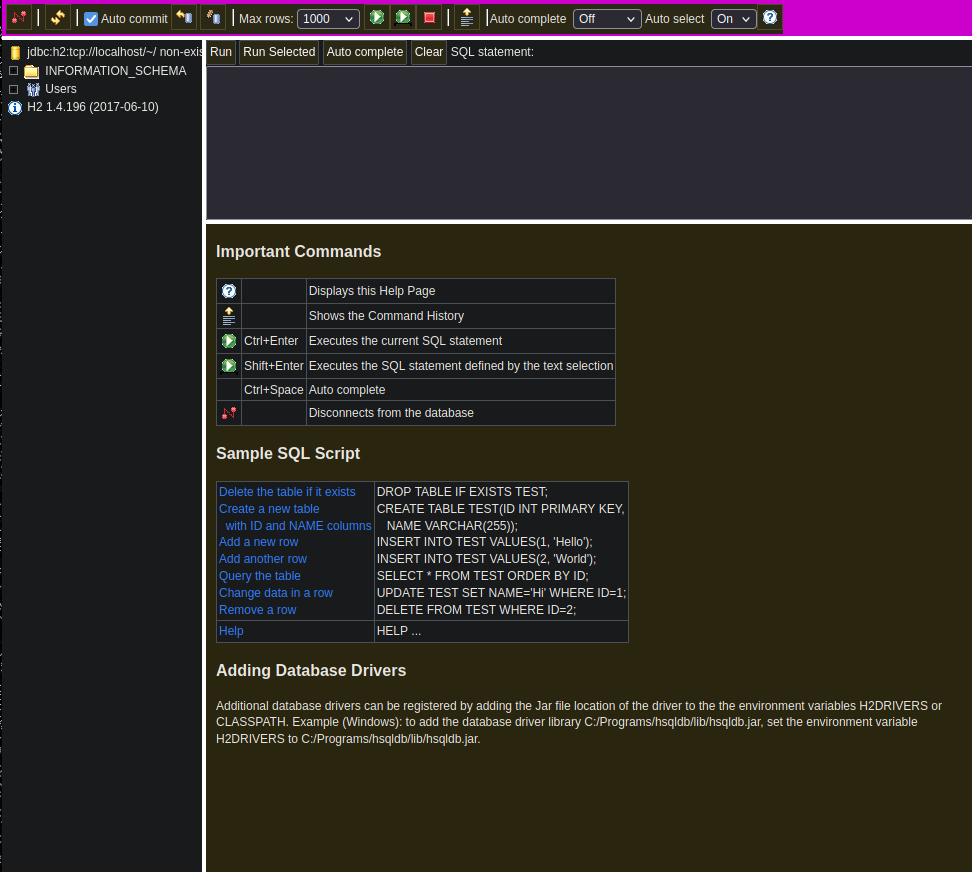 Auto commit Max rows: 1000 Auto complete Off Auto select On
jdbc:h2:tcp://localhost/~/ non-exis
INFORMATION_SCHEMA
Users
H2 1.4.196 (2017-06-10)
Run Run Selected Auto complete Clear SQL statement:
Important Commands
Displays this Help Page
Shows the Command History
Ctrl+Enter Executes the current SQL statement
Shift+Enter Executes the SQL statement defined by the text selection
Ctrl+Space Auto complete
Disconnects from the database
Sample SQL Script
Delete the table if it exists DROP TABLE IF EXISTS TEST;
Create a new table CREATE TABLE TEST(ID INT PRIMARY KEY,
with ID and NAME columns NAME VARCHAR(255));
Add a new row INSERT INTO TEST VALUES(1, 'Hello');
Add another row INSERT INTO TEST VALUES(2, 'World');
Query the table SELECT * FROM TEST ORDER BY ID;
Change data in a row UPDATE TEST SET NAME='Hi' WHERE ID=1;
Remove a row DELETE FROM TEST WHERE ID=2;
Help HELP ...
Adding Database Drivers
Additional database drivers can be registered by adding the Jar file location of the driver to the the environment variables H2DRIVERS or
CLASSPATH. Example (Windows): to add the database driver library C:/Programs/hsqldb/lib/hsqldb.jar, set the environment variable
H2DRIVERS to C:/Programs/hsqldb/lib/hsqldb.jar.